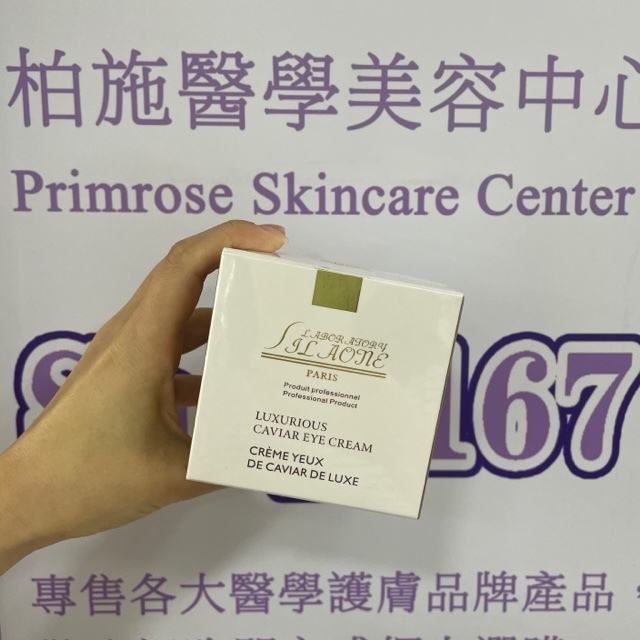 柏施醫學美容中心
Primrose Skincare Center
167
LABORATORY
SILAONE
PARIS
Produit professionnel
Professional Product
LUXURIOUS
CAVIAR EYE CREAM
CRÈME YEUX
DE CAVIAR DE LUXE
專售各大醫學護膚品牌產品